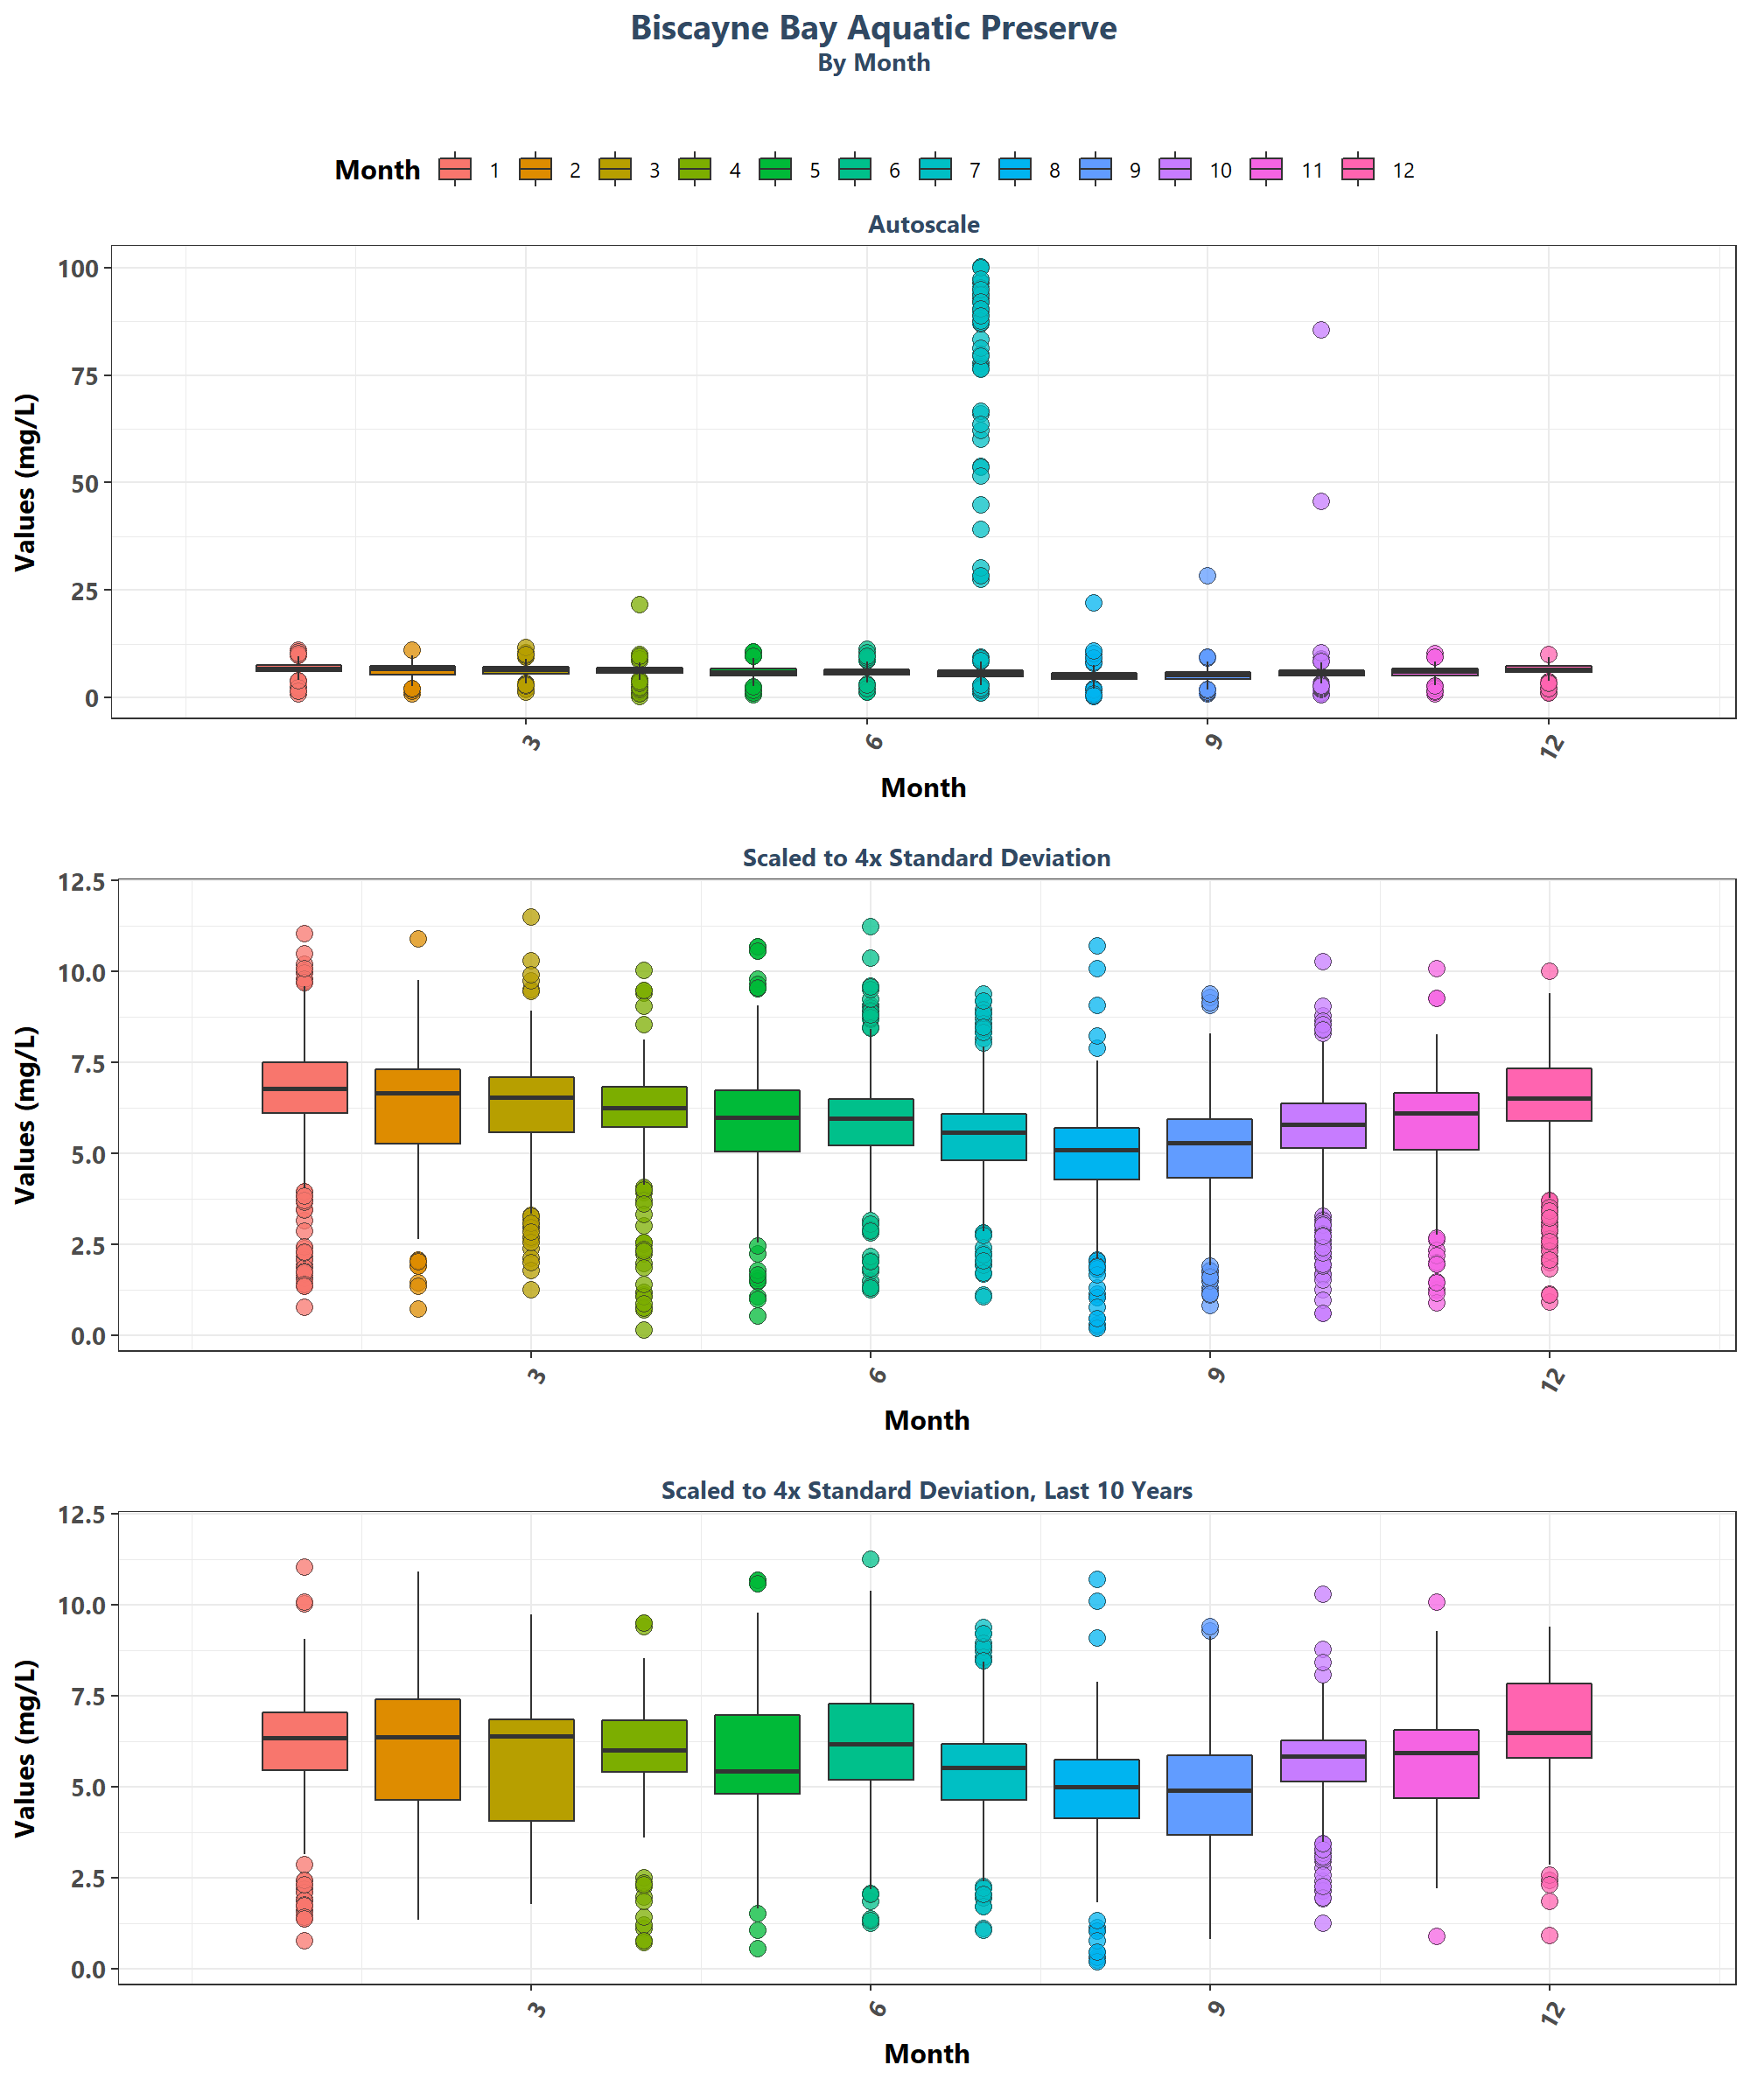 Biscayne Bay Aquatic Preserve
By Month
Month 1 2 3 4 5 6 7 8 9 10 11 12
Autoscale
Values (mg/L)
100
75
50
25
0
3 6 9 12
Month
Scaled to 4x Standard Deviation
Values (mg/L)
12.5
10.0
7.5
5.0
2.5
0.0
3 6 9 12
Month
Scaled to 4x Standard Deviation, Last 10 Years
Values (mg/L)
12.5
10.0
7.5
5.0
2.5
0.0
3 6 9 12
Month